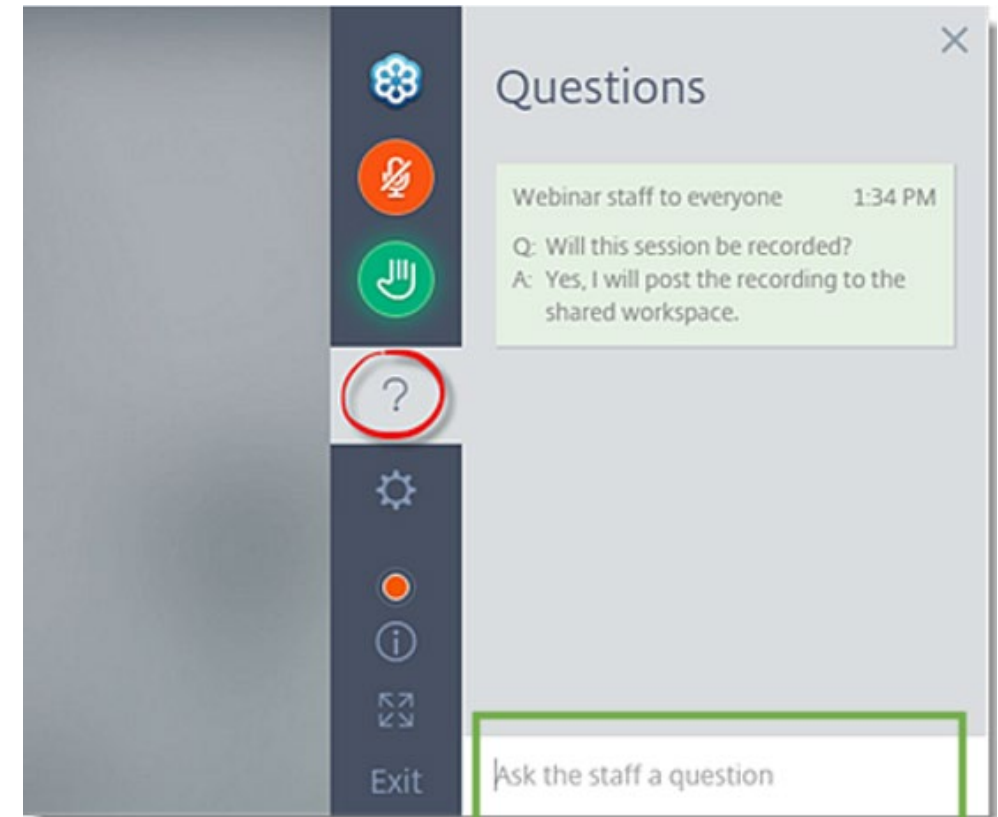 Questions
Webinar staff to everyone 1:34 PM
Q: Will this session be recorded?
A: Yes, I will post the recording to the
shared workspace.
?
Exit
Ask the staff a question